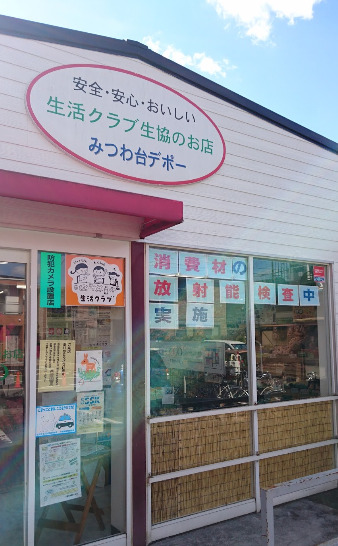 安全・安心・おいしい
生活クラブ生協のお店
みつわ台デポー
防犯カメラ設置店
生活クラブ
消費材の
放射能検査中
実施